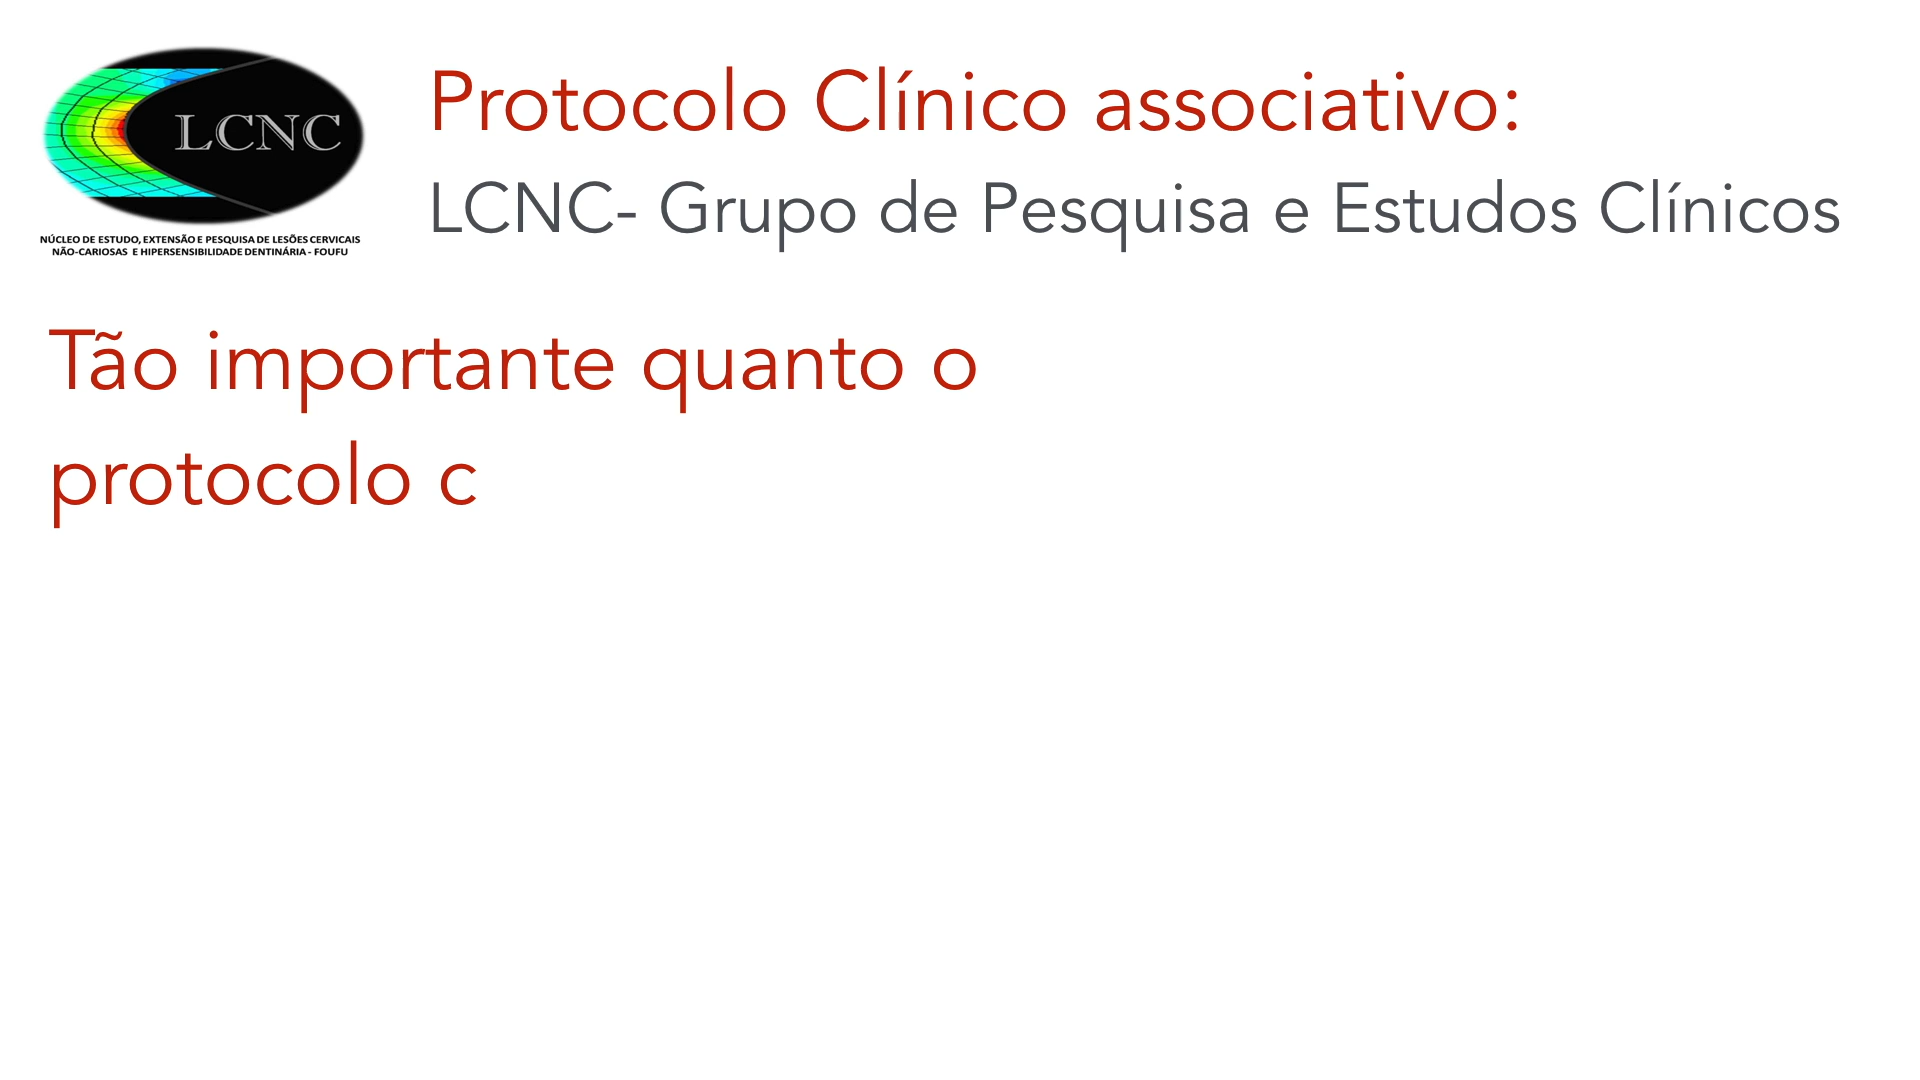 LCNC
NÚCLEO DE ESTUDO, EXTENSÃO E PESQUISA DE LESÕES CERVICAIS
NÃO-CARIOSAS E HIPERSENSIBILIDADE DENTINÁRIA - FOUFU
Protocolo Clínico associativo:
LCNC- Grupo de Pesquisa e Estudos Clínicos
Tão importante quanto o
protocolo c